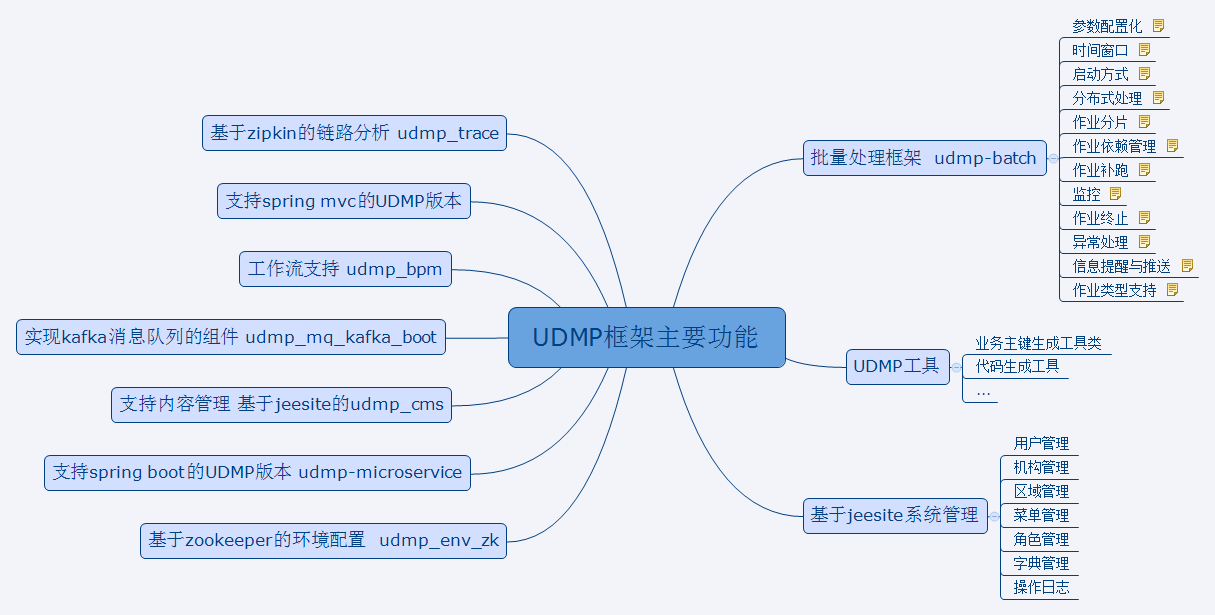 UDMP框架主要功能
批量处理框架 udmp-batch
参数配置化
时间窗口
启动方式
分布式处理
作业分片
作业依赖管理
作业补跑
监控
作业终止
异常处理
信息提醒与推送
作业类型支持
UDMP工具
业务主键生成工具类
代码生成工具
...
基于jeesite系统管理
用户管理
机构管理
区域管理
菜单管理
角色管理
字典管理
操作日志
基于zipkin的链路分析 udmp_trace
支持spring mvc的UDMP版本
工作流支持 udmp_bpm
实现kafka消息队列的组件 udmp_mq_kafka_boot
支持内容管理 基于jeesite的udmp_cms
支持spring boot的UDMP版本 udmp-microservice
基于zookeeper的环境配置 udmp_env_zk